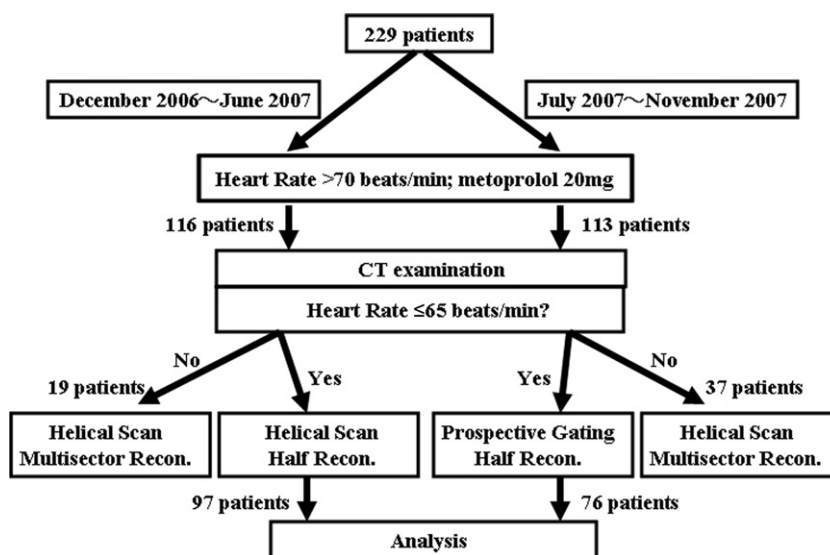 229 patients
December 2006～June 2007
July 2007～November 2007
Heart Rate >70 beats/min; metoprolol 20mg
116 patients
113 patients
CT examination
Heart Rate ≤65 beats/min?
No
Yes
Yes
No
19 patients
37 patients
Helical Scan
Multisector Recon.
Helical Scan
Half Recon.
Prospective Gating
Half Recon.
Helical Scan
Multisector Recon.
97 patients
76 patients
Analysis